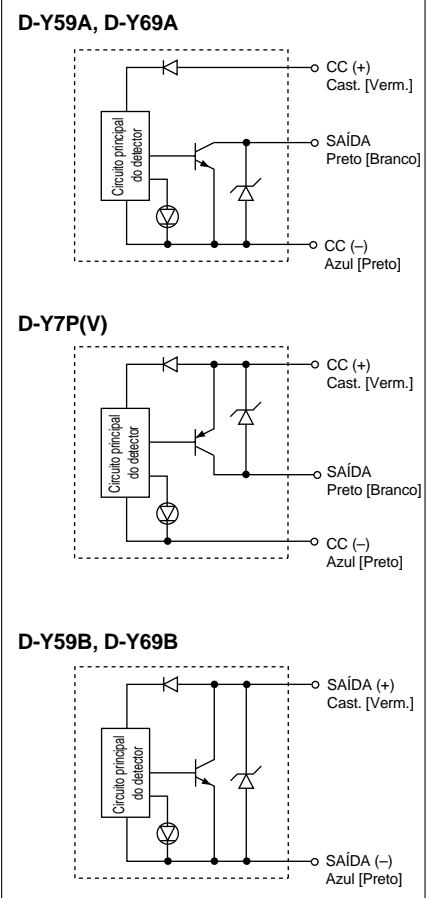 D-Y59A, D-Y69A
CC (+)
Cast. [Verm.]
Circuito principal
do detector
SAÍDA
Preto [Branco]
CC (–)
Azul [Preto]
D-Y7P(V)
CC (+)
Cast. [Verm.]
Circuito principal
do detector
SAÍDA
Preto [Branco]
CC (–)
Azul [Preto]
D-Y59B, D-Y69B
SAÍDA (+)
Cast. [Verm.]
Circuito principal
do detector
SAÍDA (–)
Azul [Preto]